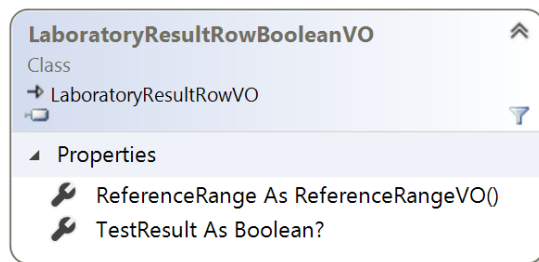 LaboratoryResultRowBooleanVO
Class
LaboratoryResultRowVO
Properties
ReferenceRange As ReferenceRangeVO()
TestResult As Boolean?